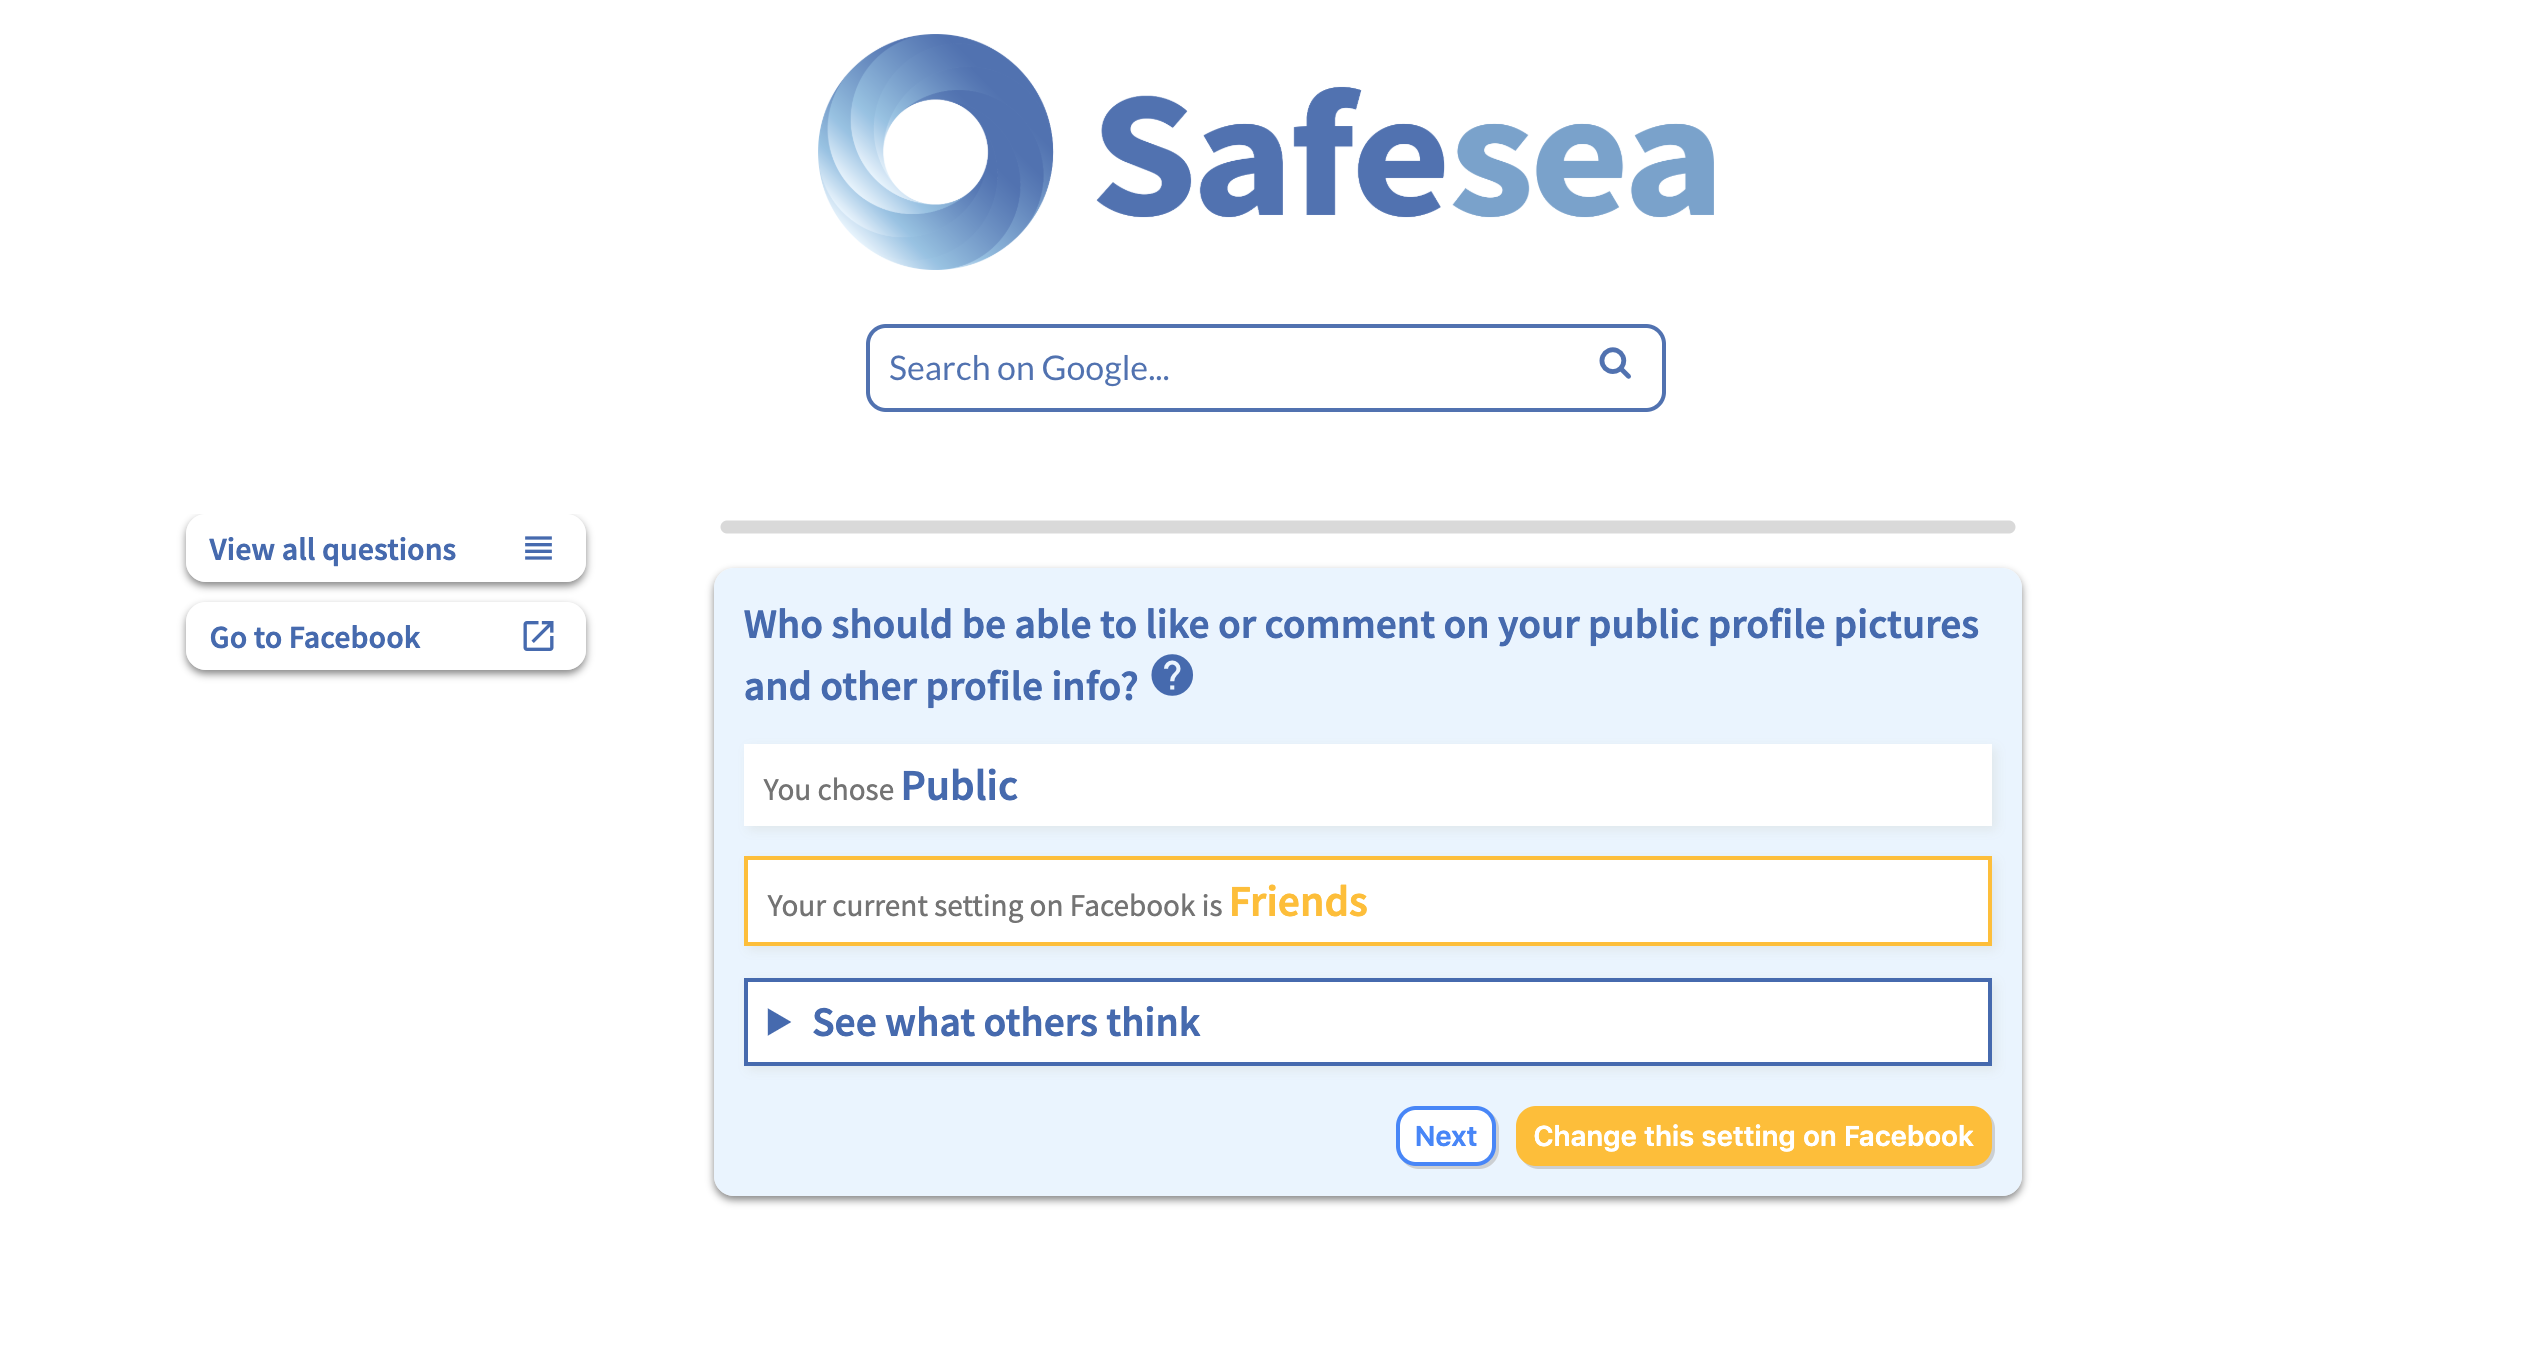 Safesea
Search on Google...
View all questions
Go to Facebook
Who should be able to like or comment on your public profile pictures
and other profile info?
You chose Public
Your current setting on Facebook is Friends
See what others think
Next
Change this setting on Facebook